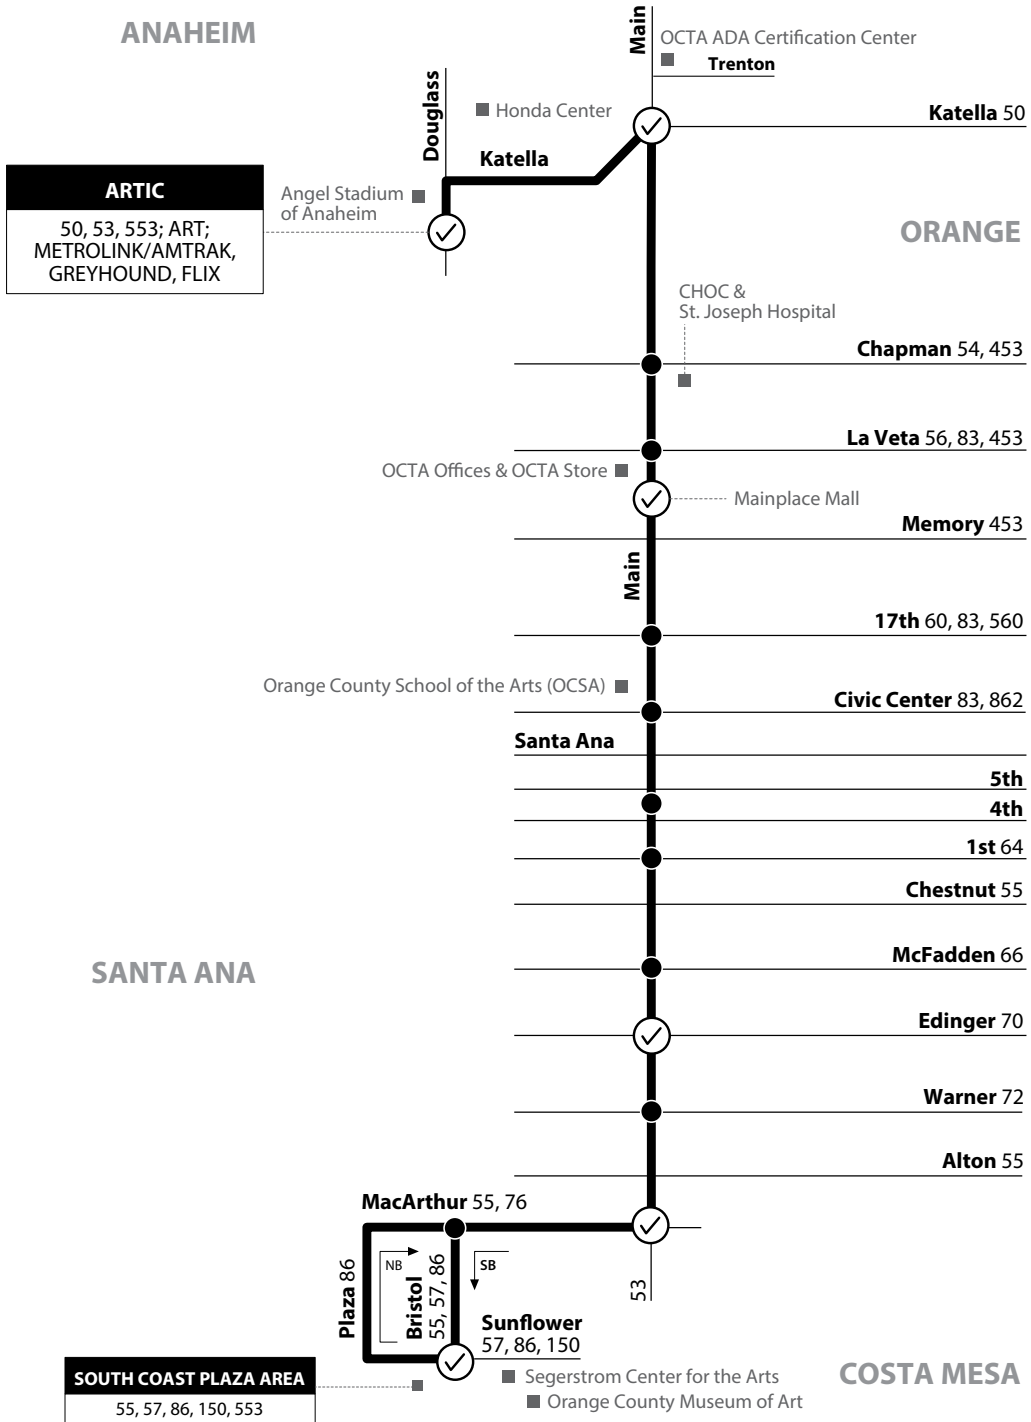 ANAHEIM
Main
OCTA ADA Certification Center
Trenton
Douglass
Honda Center
Katella 50
Katella
ARTIC
50, 53, 553; ART;
METROLINK/AMTRAK,
GREYHOUND, FLIX
Angel Stadium
of Anaheim
ORANGE
CHOC &
St. Joseph Hospital
Chapman 54, 453
La Veta 56, 83, 453
OCTA Offices & OCTA Store
Mainplace Mall
Memory 453
Main
17th 60, 83, 560
Orange County School of the Arts (OCSA)
Civic Center 83, 862
Santa Ana
5th
4th
1st 64
Chestnut 55
McFadden 66
SANTA ANA
Edinger 70
Warner 72
Alton 55
MacArthur 55, 76
Plaza 86
NB
Bristol
55, 57, 86
SB
53
Sunflower
57, 86, 150
SOUTH COAST PLAZA AREA
55, 57, 86, 150, 553
Segerstrom Center for the Arts
Orange County Museum of Art
COSTA MESA